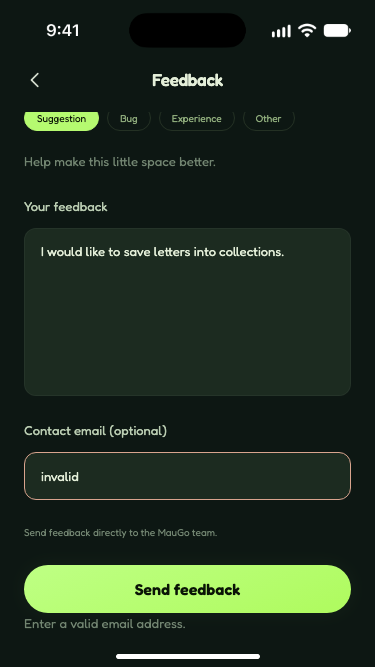 9:41
Feedback
Suggestion Bug Experience Other
Help make this little space better.
Your feedback
I would like to save letters into collections.
Contact email (optional)
invalid
Send feedback directly to the MauGo team.
Send feedback
Enter a valid email address.